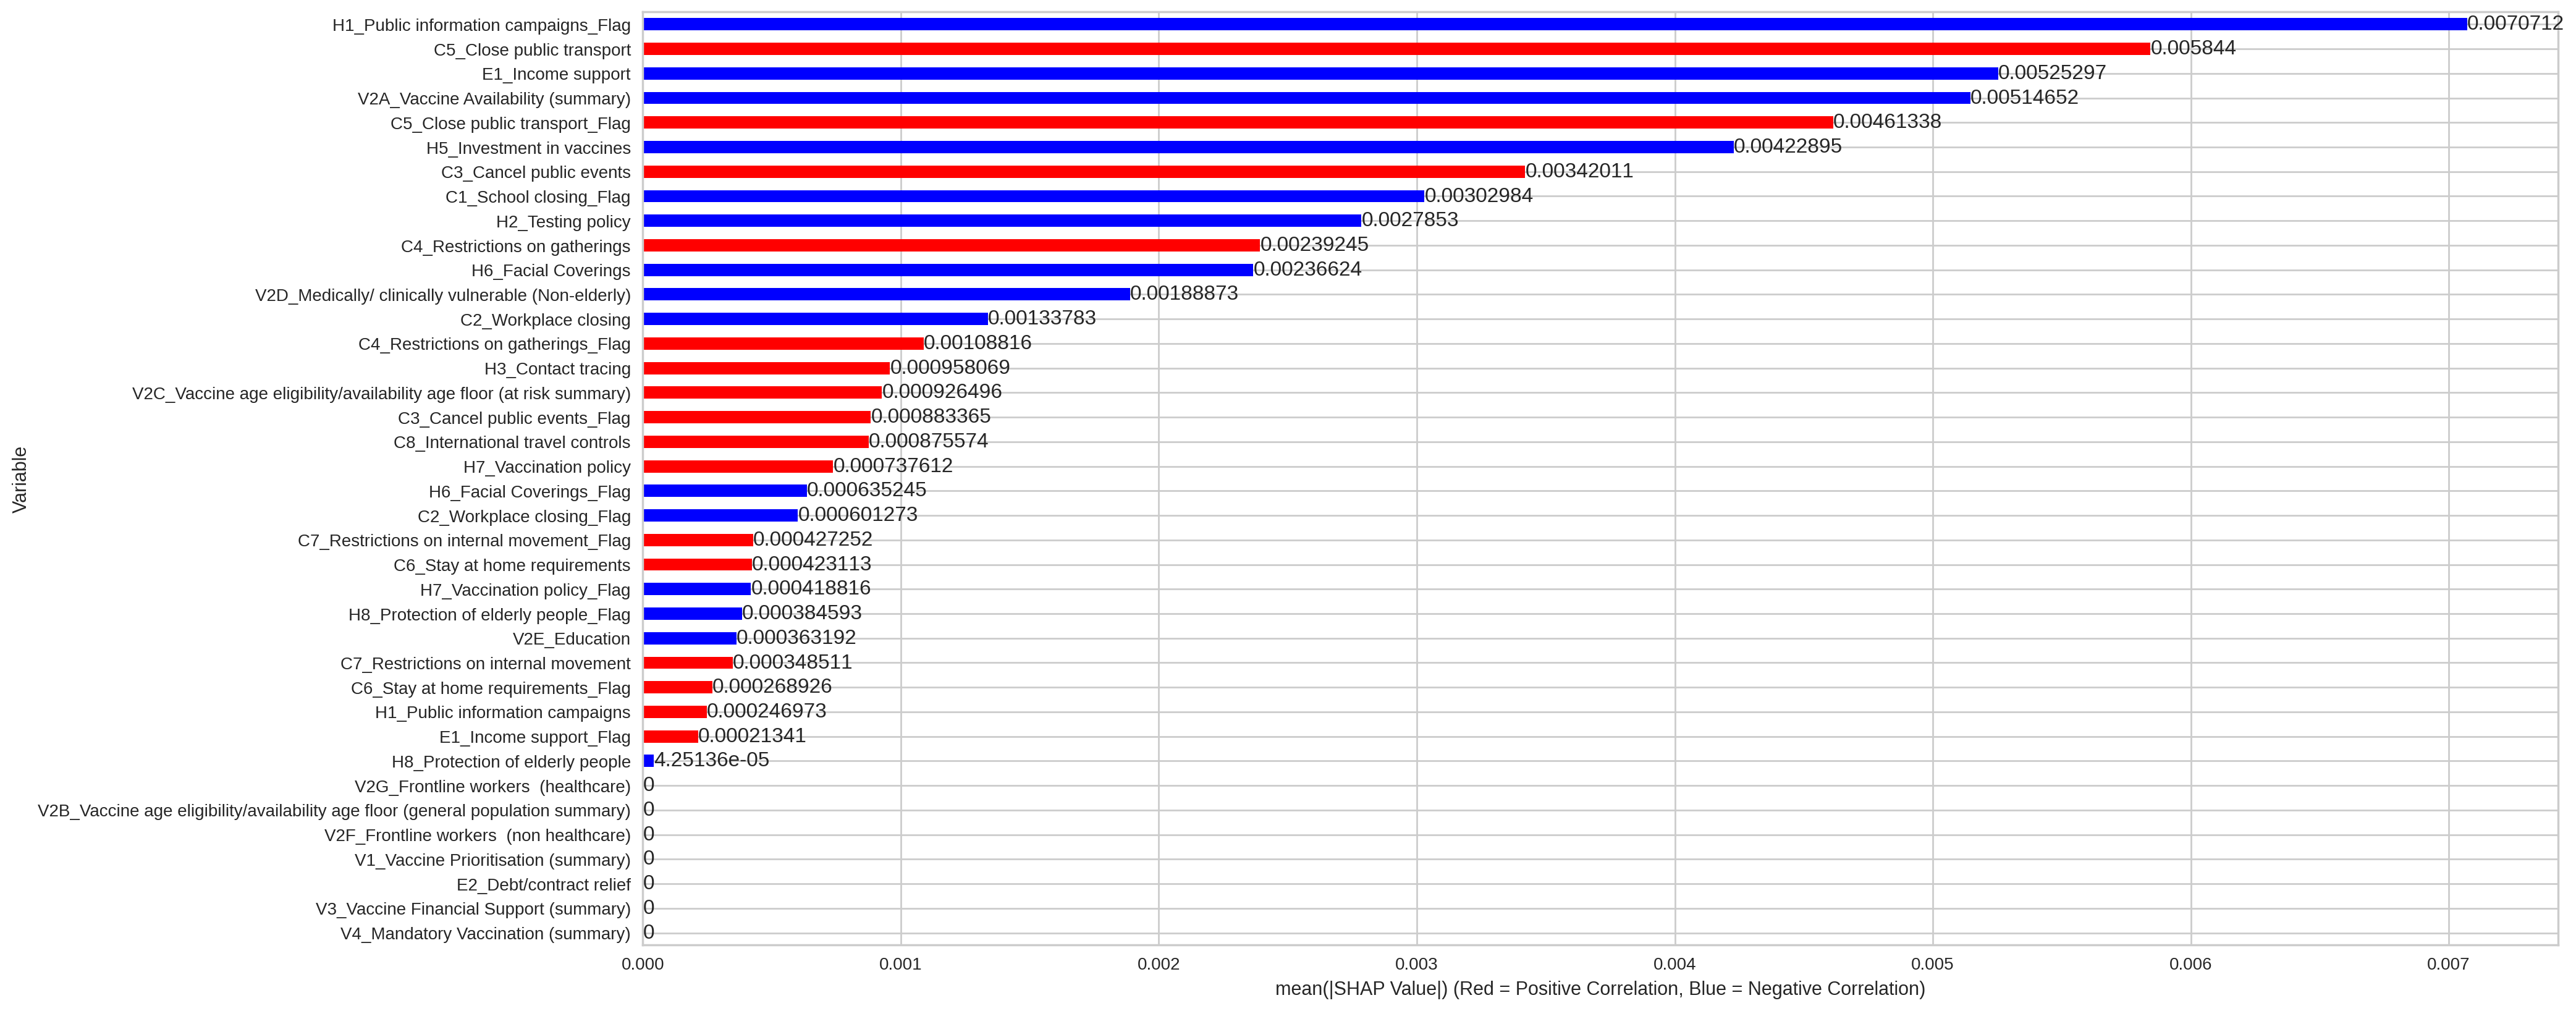 H1_Public information campaigns_Flag 0.0070712
C5_Close public transport 0.005844
E1_Income support 0.00525297
V2A_Vaccine Availability (summary) 0.00514652
C5_Close public transport_Flag 0.00461338
H5_Investment in vaccines 0.00422895
C3_Cancel public events 0.00342011
C1_School closing_Flag 0.00302984
H2_Testing policy 0.0027853
C4_Restrictions on gatherings 0.00239245
H6_Facial Coverings 0.00236624
V2D_Medically/ clinically vulnerable (Non-elderly) 0.00188873
C2_Workplace closing 0.00133783
C4_Restrictions on gatherings_Flag 0.00108816
H3_Contact tracing 0.000958069
V2C_Vaccine age eligibility/availability age floor (at risk summary) 0.000926496
C3_Cancel public events_Flag 0.000883365
C8_International travel controls 0.000875574
H7_Vaccination policy 0.000737612
H6_Facial Coverings_Flag 0.000635245
C2_Workplace closing_Flag 0.000601273
C7_Restrictions on internal movement_Flag 0.000427252
C6_Stay at home requirements 0.000423113
H7_Vaccination policy_Flag 0.000418816
H8_Protection of elderly people_Flag 0.000384593
V2E_Education 0.000363192
C7_Restrictions on internal movement 0.000348511
C6_Stay at home requirements_Flag 0.000268926
H1_Public information campaigns 0.000246973
E1_Income support_Flag 0.00021341
H8_Protection of elderly people 4.25136e-05
V2G_Frontline workers  (healthcare) 0
V2B_Vaccine age eligibility/availability age floor (general population summary) 0
V2F_Frontline workers  (non healthcare) 0
V1_Vaccine Prioritisation (summary) 0
E2_Debt/contract relief 0
V3_Vaccine Financial Support (summary) 0
V4_Mandatory Vaccination (summary) 0
Variable
0.000 0.001 0.002 0.003 0.004 0.005 0.006 0.007
mean(|SHAP Value|) (Red = Positive Correlation, Blue = Negative Correlation)